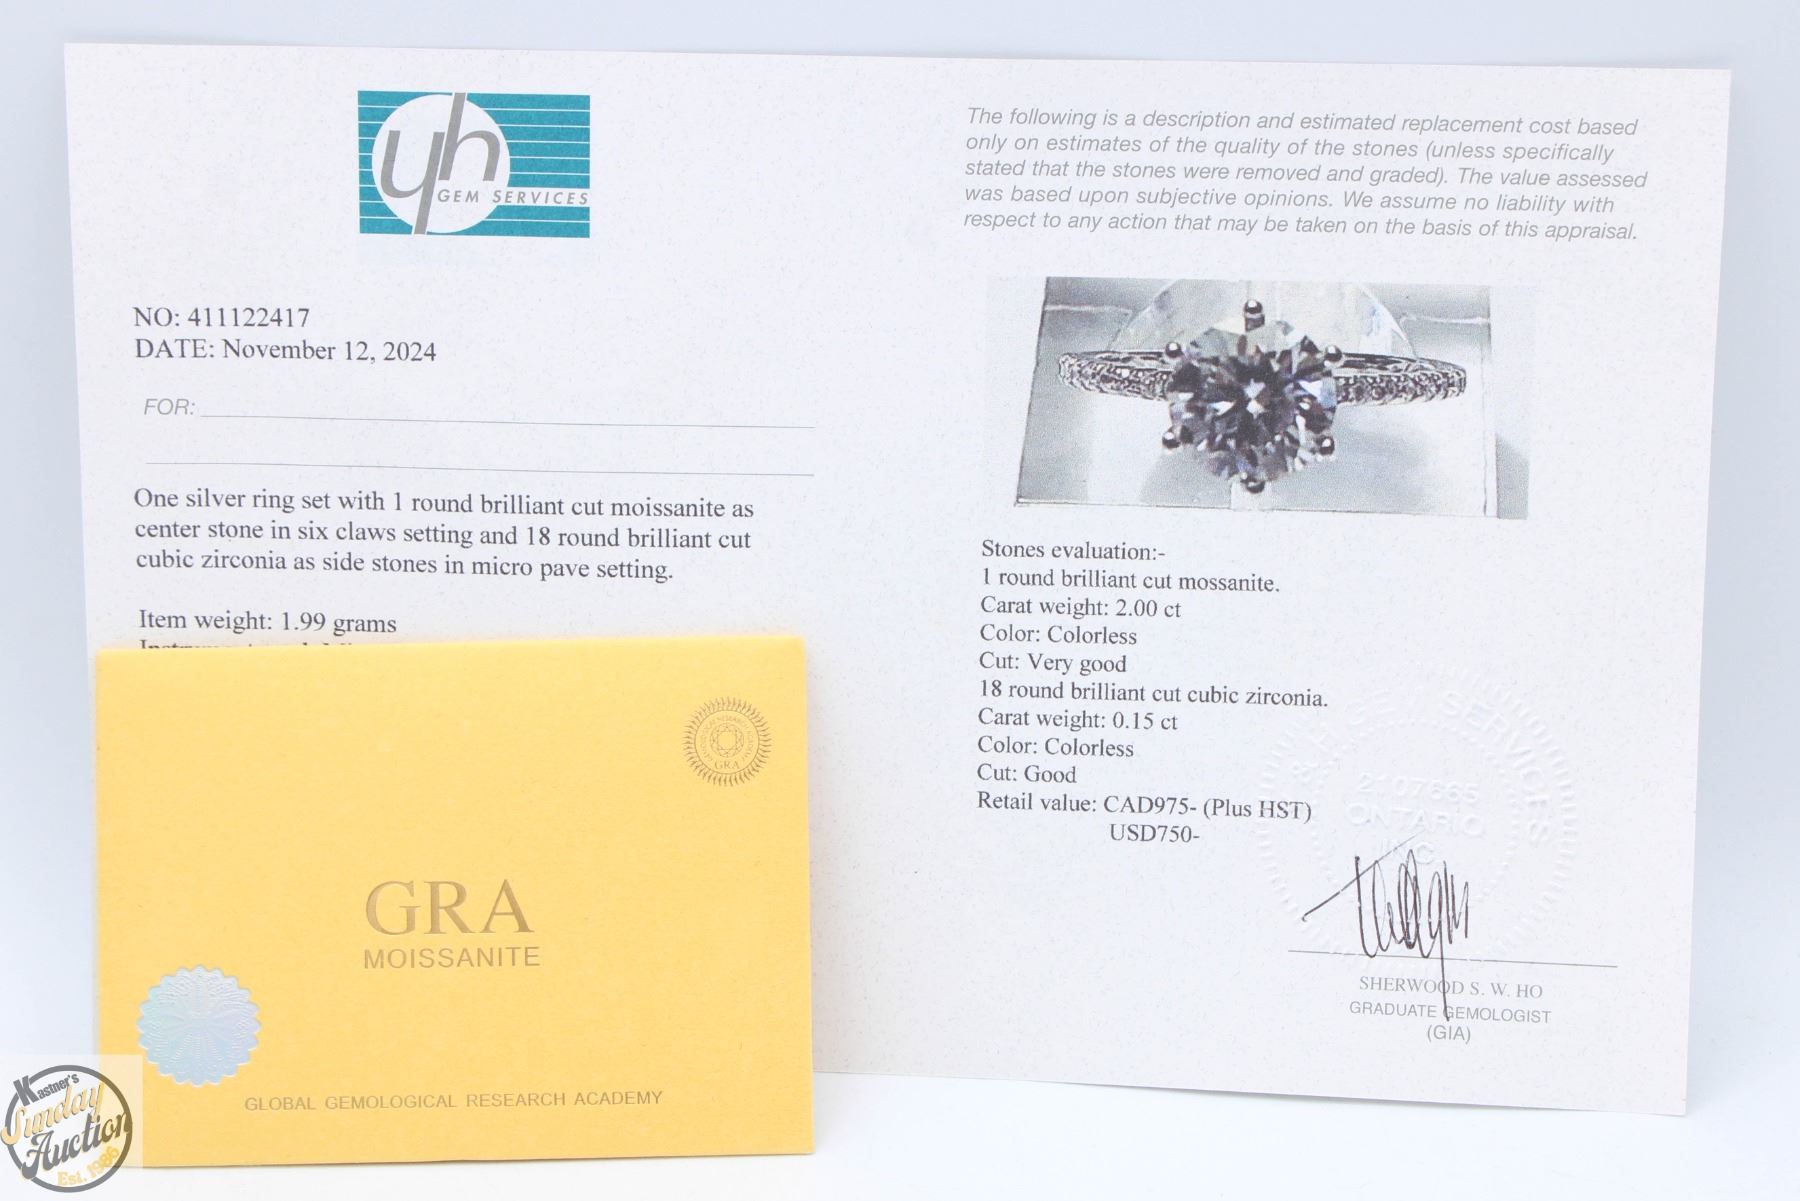 yh
GEM SERVICES
NO: 411122417
DATE: November 12, 2024
FOR:
One silver ring set with 1 round brilliant cut moissanite as
center stone in six claws setting and 18 round brilliant cut
cubic zirconia as side stones in micro pave setting.
Item weight: 1.99 grams
The following is a description and estimated replacement cost based
only on estimates of the quality of the stones (unless specifically
stated that the stones were removed and graded). The value assessed
was based upon subjective opinions. We assume no liability with
respect to any action that may be taken on the basis of this appraisal.
Stones evaluation:-
1 round brilliant cut mossanite.
Carat weight: 2.00 ct
Color: Colorless
Cut: Very good
18 round brilliant cut cubic zirconia.
Carat weight: 0.15 ct
Color: Colorless
Cut: Good
Retail value: CAD975- (Plus HST)
USD750-
SERVICES
2107665
ONTARIO
INC.
SHERWOOD S. W. HO
GRADUATE GEMOLOGIST
(GIA)
GRA
GRA
MOISSANITE
GLOBAL GEMOLOGICAL RESEARCH ACADEMY
Kastner's
Sunday
Auction
Est. 1986